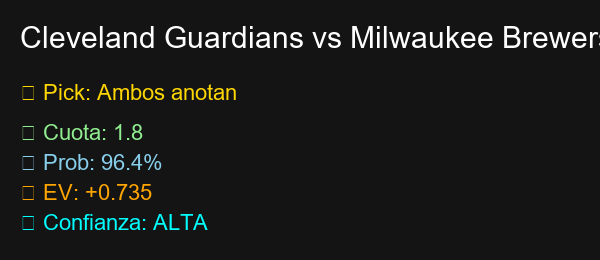 Cleveland Guardians vs Milwaukee Brewers
Pick: Ambos anotan
Cuota: 1.8
Prob: 96.4%
EV: +0.735
Confianza: ALTA